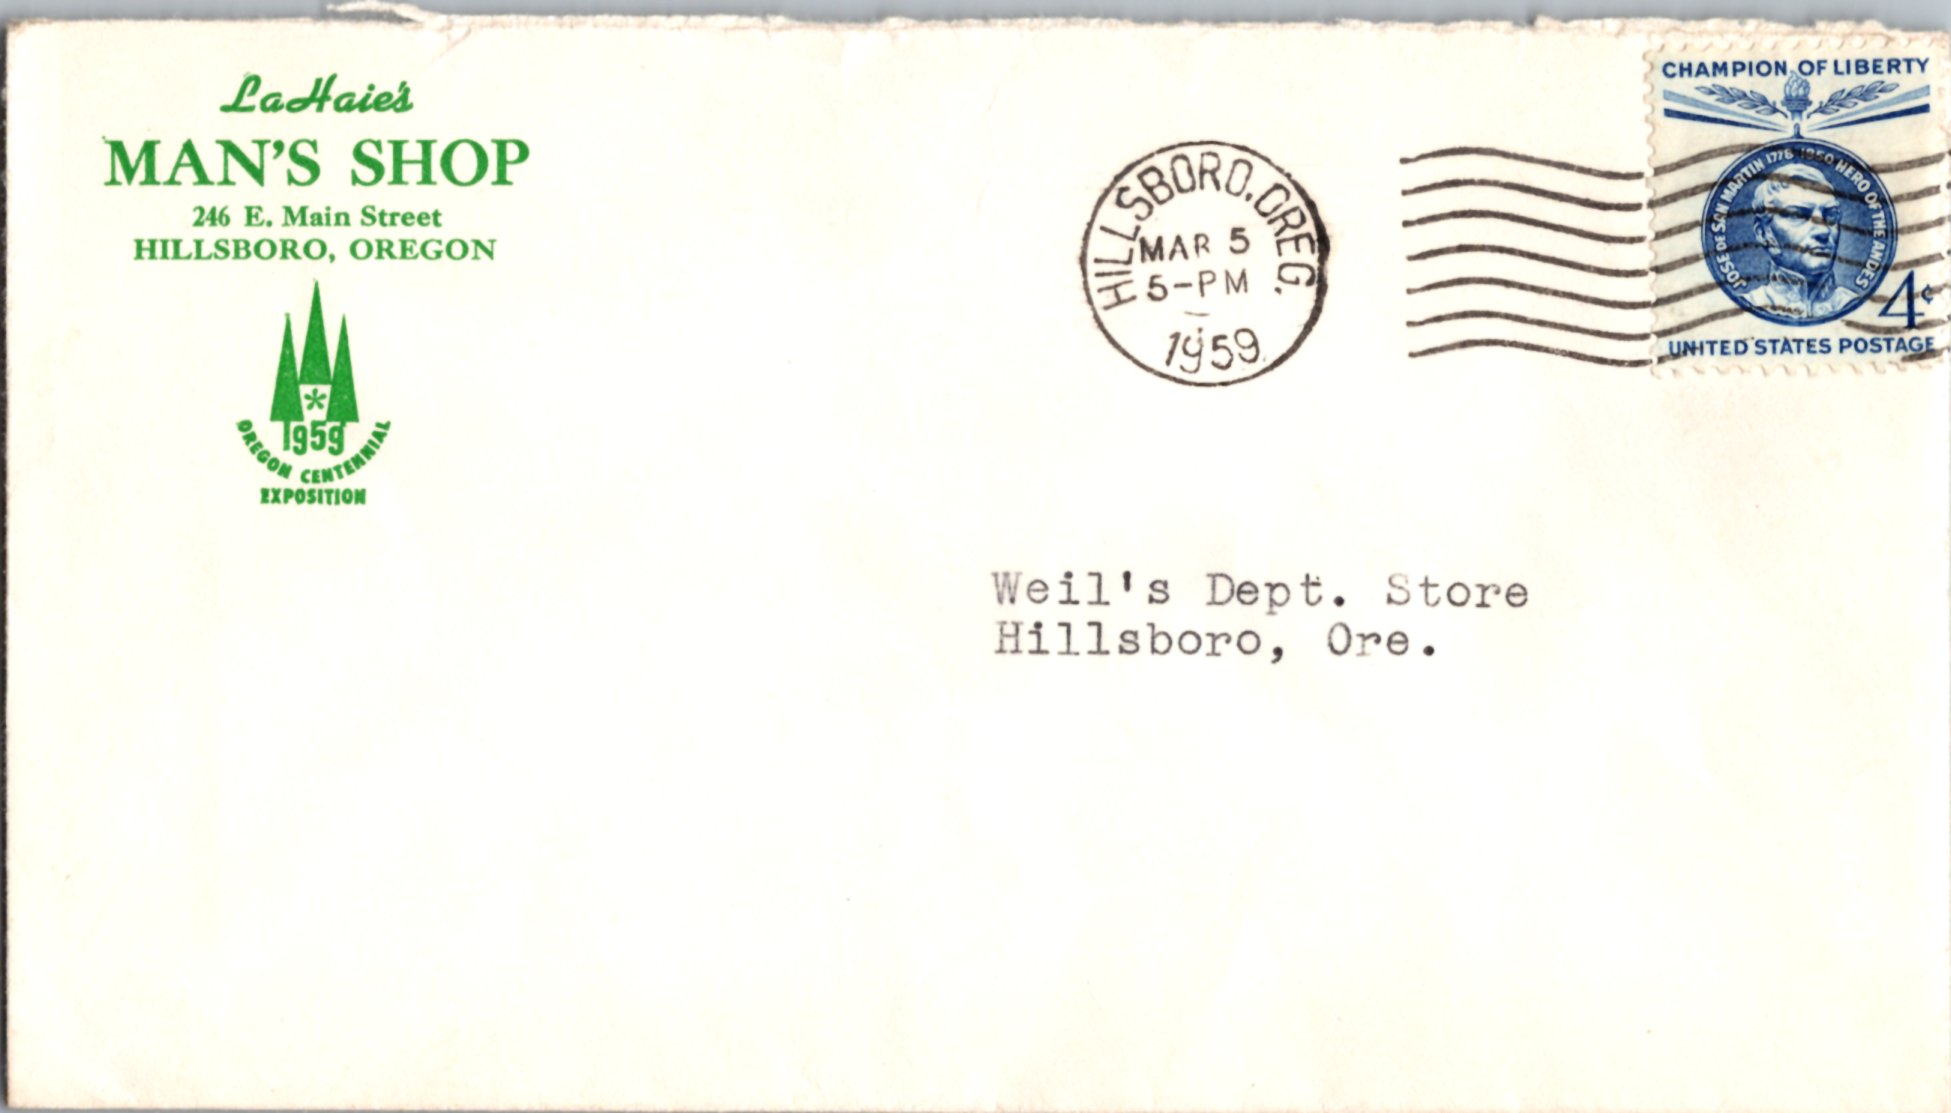 LaHaie's
MAN'S SHOP
246 E. Main Street
HILLSBORO, OREGON
1959
OREGON CENTENNIAL
EXPOSITION
HILLSBORO, OREG.
MAR 5
5-PM
1959
CHAMPION OF LIBERTY
JOSE DE SAN MARTIN 1778-1850 HERO OF THE ANDES
4¢
UNITED STATES POSTAGE
Weil's Dept. Store
Hillsboro, Ore.